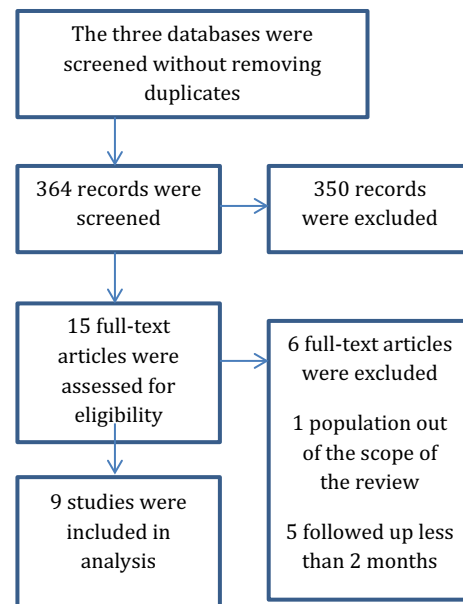 The three databases were
screened without removing
duplicates
364 records were
screened
350 records
were excluded
15 full-text
articles were
assessed for
eligibility
6 full-text articles
were excluded
1 population out
of the scope of
the review
5 followed up less
than 2 months
9 studies were
included in
analysis